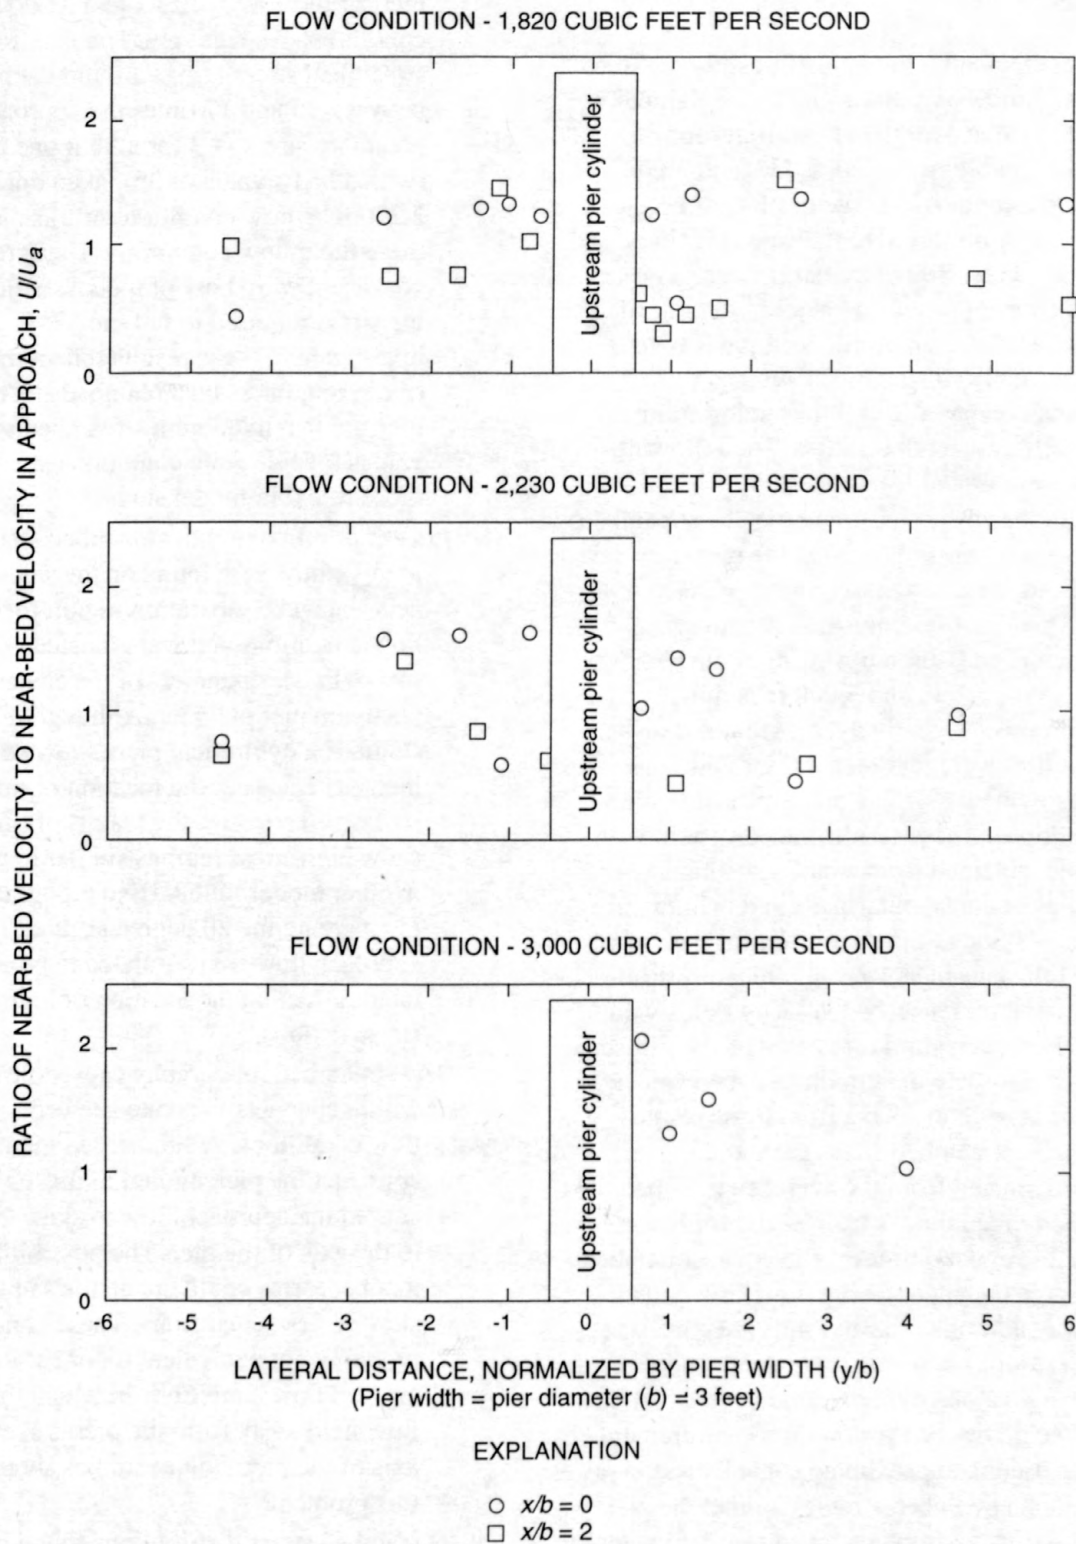 FLOW CONDITION - 1,820 CUBIC FEET PER SECOND
RATIO OF NEAR-BED VELOCITY TO NEAR-BED VELOCITY IN APPROACH, U/Ua
2
1
0
Upstream pier cylinder
FLOW CONDITION - 2,230 CUBIC FEET PER SECOND
2
1
0
Upstream pier cylinder
FLOW CONDITION - 3,000 CUBIC FEET PER SECOND
2
1
0
Upstream pier cylinder
-6 -5 -4 -3 -2 -1 0 1 2 3 4 5 6
LATERAL DISTANCE, NORMALIZED BY PIER WIDTH (y/b)
(Pier width = pier diameter (b) = 3 feet)
EXPLANATION
x/b = 0
x/b = 2